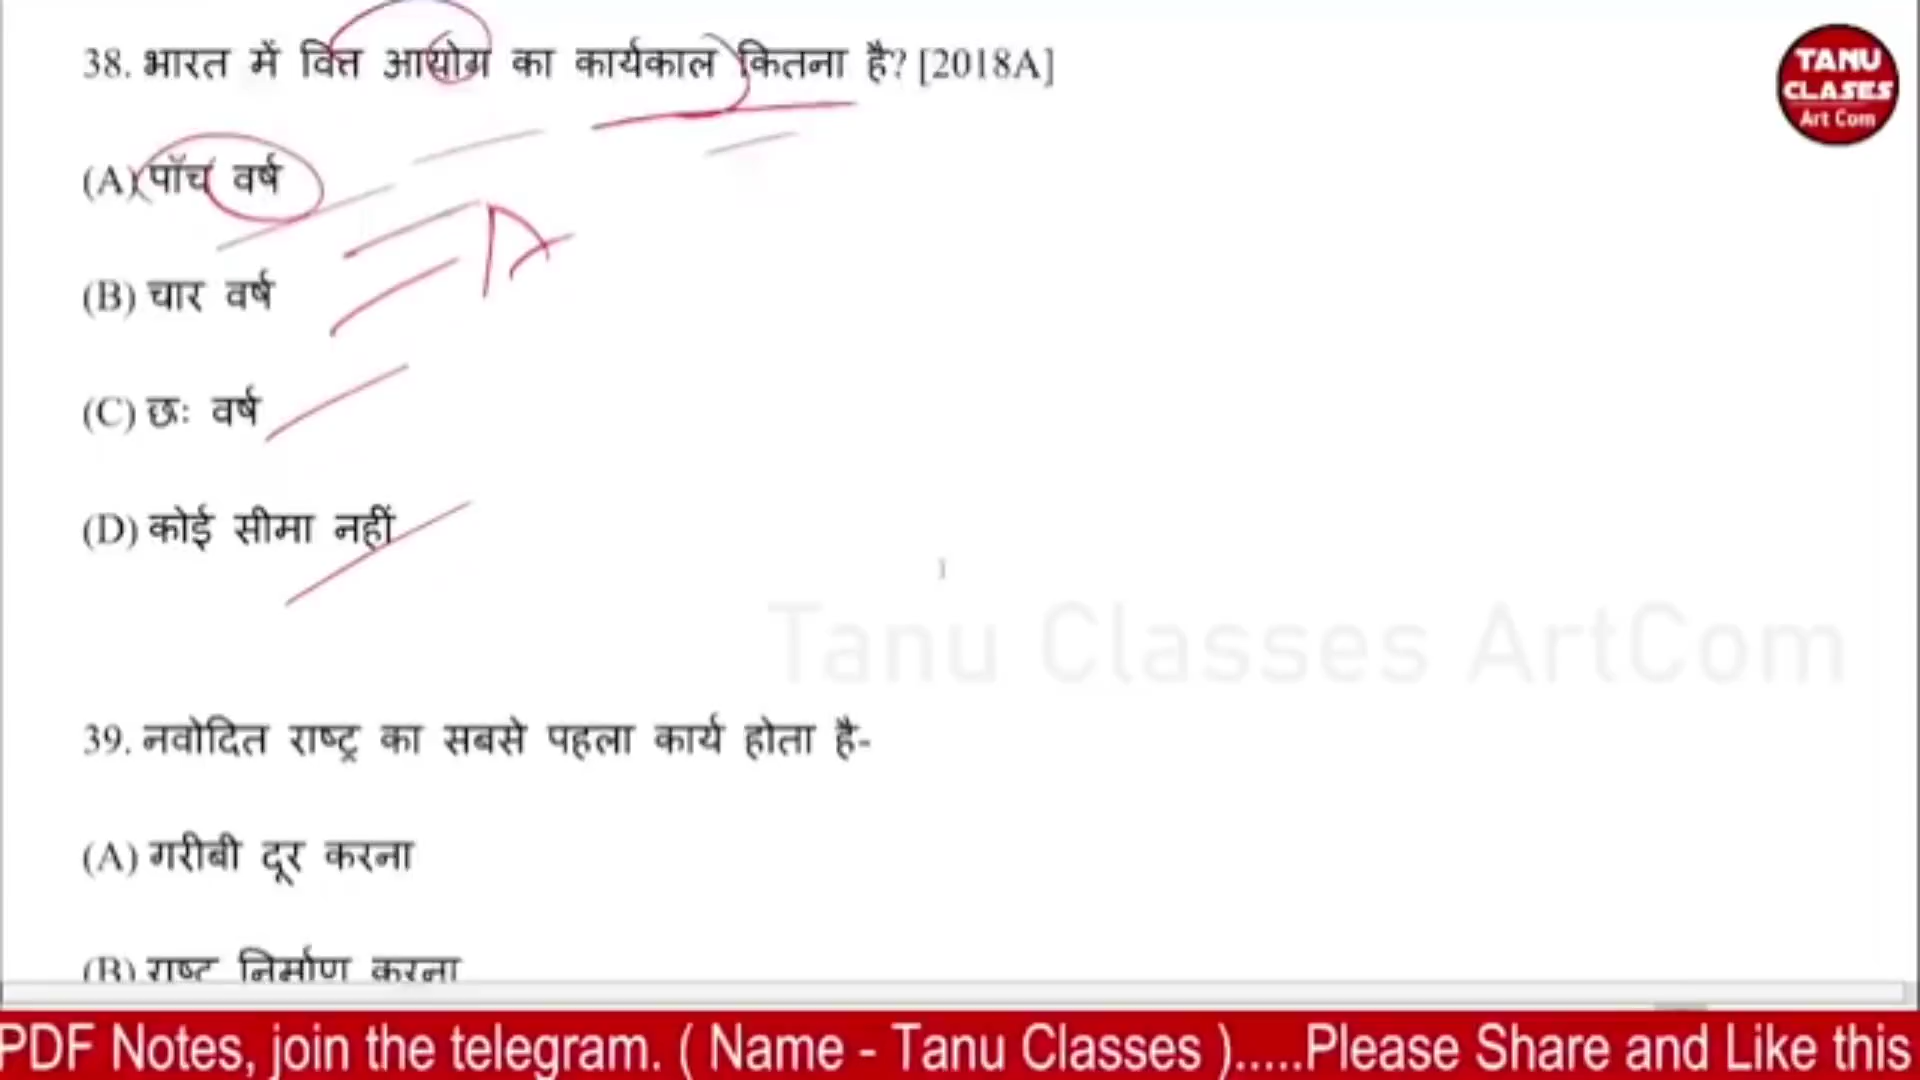 38. भारत में वित्त आयोग का कार्यकाल कितना है? [2018A]
TANU
CLASES
Art Com
(A) पॉच वर्ष
(B) चार वर्ष
(C) छः वर्ष
(D) कोई सीमा नहीं
Tanu Classes ArtCom
39. नवोदित राष्ट्र का सबसे पहला कार्य होता है-
(A) गरीबी दूर करना
(B) राष्ट्र निर्माण करना
PDF Notes, join the telegram. ( Name - Tanu Classes ).....Please Share and Like this